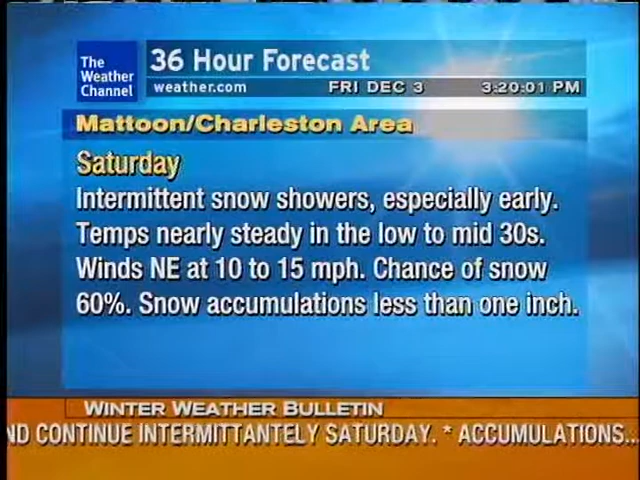 The
Weather
Channel
36 Hour Forecast
weather.com FRI DEC 3 3:20:01 PM
Mattoon/Charleston Area
Saturday
Intermittent snow showers, especially early.
Temps nearly steady in the low to mid 30s.
Winds NE at 10 to 15 mph. Chance of snow
60%. Snow accumulations less than one inch.
WINTER WEATHER BULLETIN
ND CONTINUE INTERMITTANTELY SATURDAY. * ACCUMULATIONS...